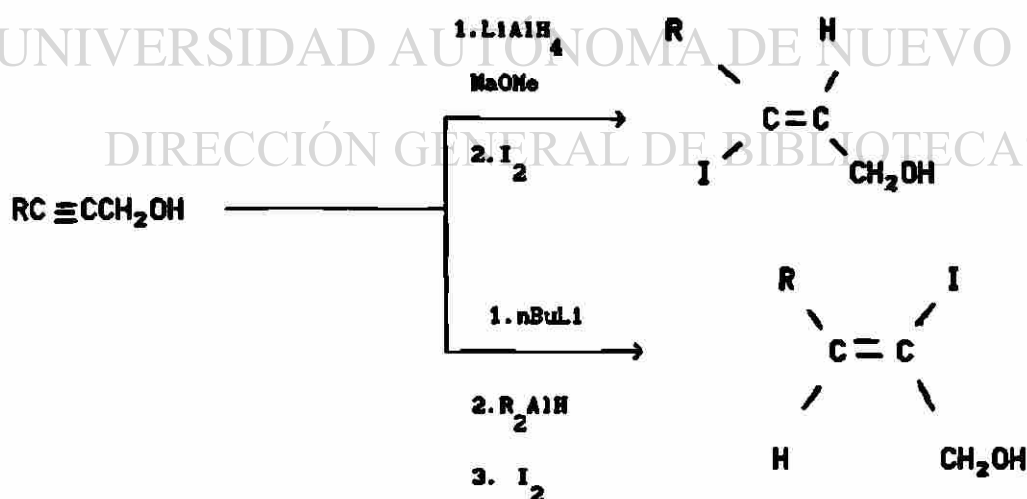 UNIVERSIDAD AUTÓNOMA DE NUEVO
DIRECCIÓN GENERAL DE BIBLIOTECA
RC≡CCH₂OH
1.LiAlH₄
NaOMe
2.I₂
R H
C=C
I CH₂OH
1.nBuLi
2.R₂AlH
3. I₂
R I
C=C
H CH₂OH